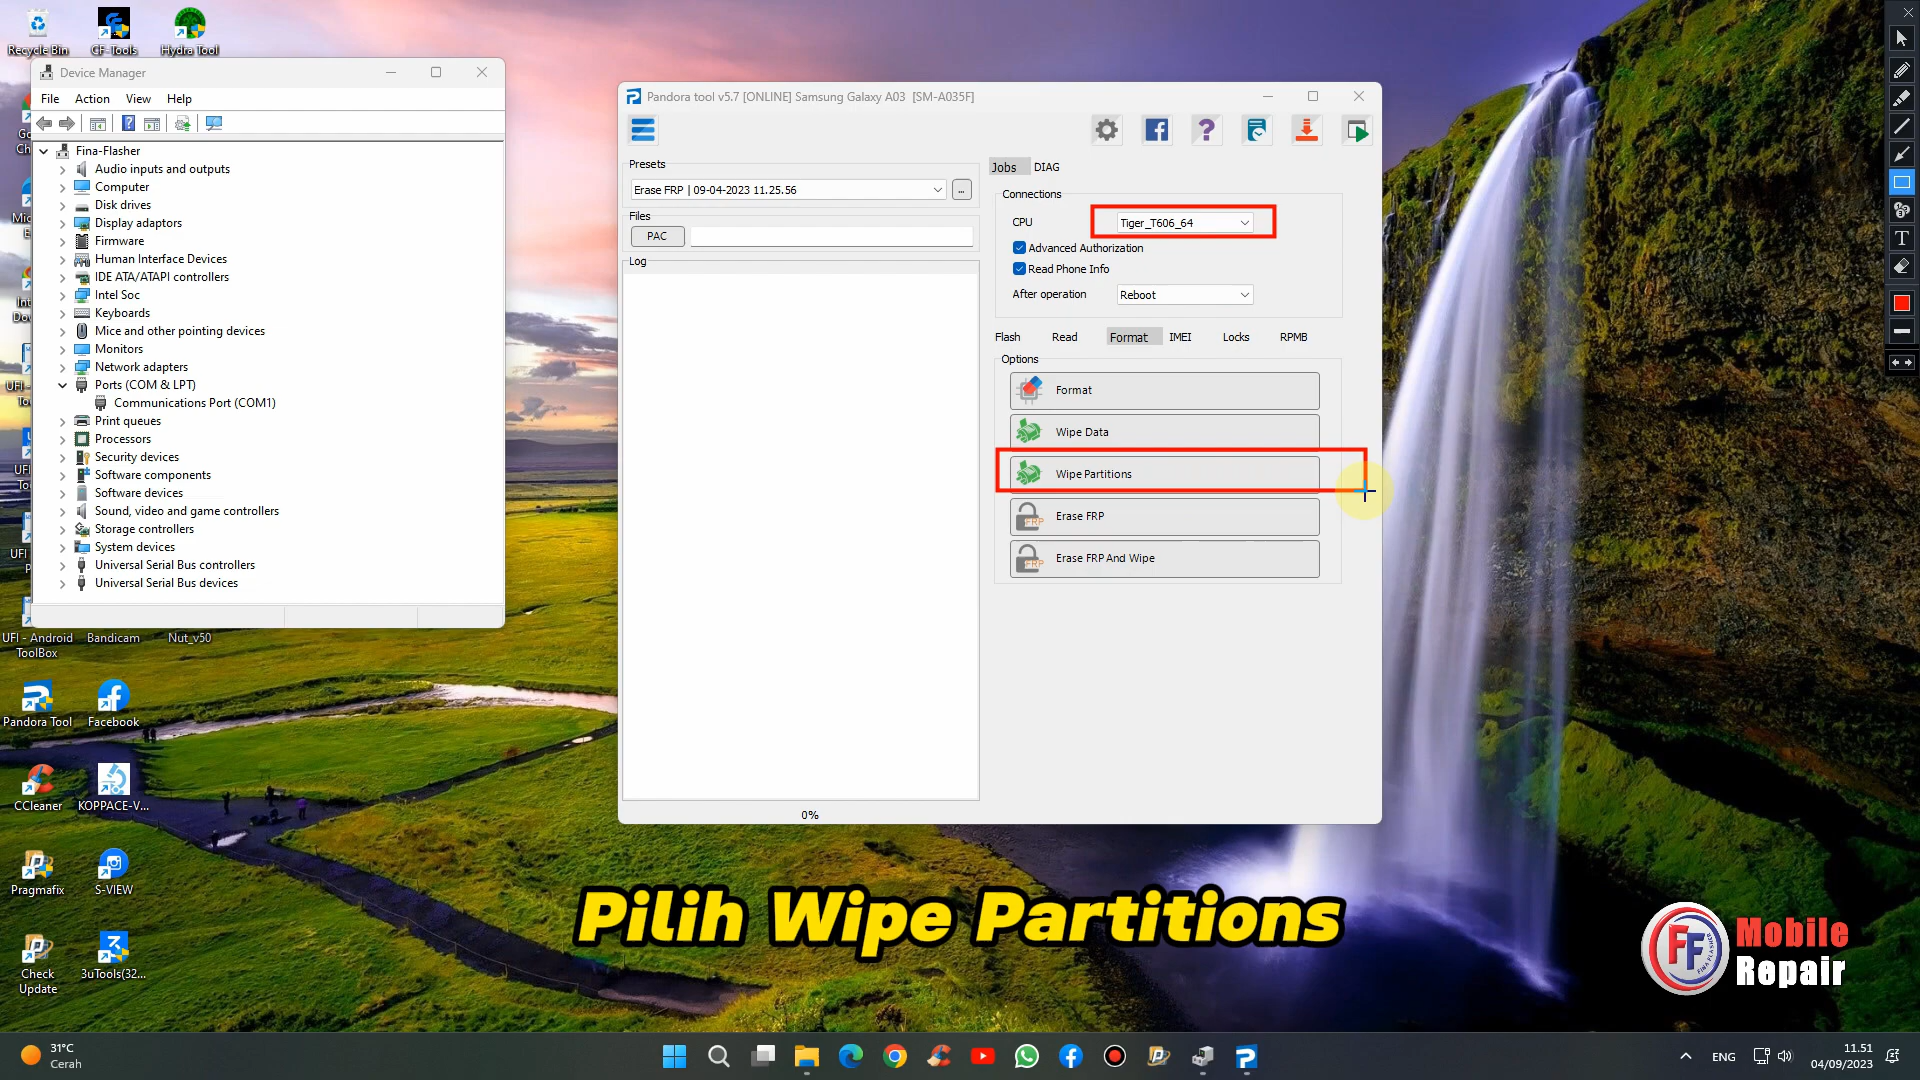 Recycle Bin
CF-Tools
Hydra Tool
Device Manager
File Action View Help
Fina-Flasher
Audio inputs and outputs
Computer
Disk drives
Display adaptors
Firmware
Human Interface Devices
IDE ATA/ATAPI controllers
Intel Soc
Keyboards
Mice and other pointing devices
Monitors
Network adapters
Ports (COM & LPT)
Communications Port (COM1)
Print queues
Processors
Security devices
Software components
Software devices
Sound, video and game controllers
Storage controllers
System devices
Universal Serial Bus controllers
Universal Serial Bus devices
UFI - Android ToolBox
Bandicam
Nut_v50
Pandora Tool
Facebook
CCleaner
KOPPACE-V...
Pragmafix
S-VIEW
Check Update
3uTools(32...
Pandora tool v5.7 [ONLINE] Samsung Galaxy A03 [SM-A035F]
Presets
Erase FRP | 09-04-2023 11.25.56
...
Files
PAC
Log
0%
Jobs DIAG
Connections
CPU Tiger_T606_64
Advanced Authorization
Read Phone Info
After operation Reboot
Flash Read Format IMEI Locks RPMB
Options
Format
Wipe Data
Wipe Partitions
Erase FRP
Erase FRP And Wipe
Pilih Wipe Partitions
FF
FINA FLASHER
Mobile
Repair
31°C
Cerah
ENG
11.51
04/09/2023